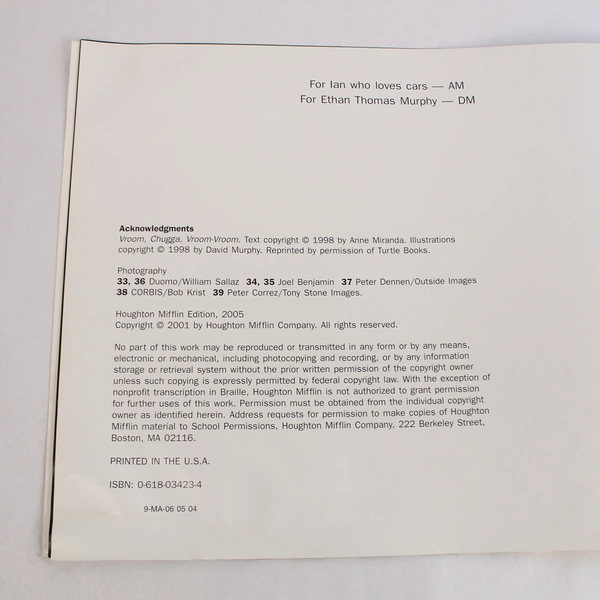 For Ian who loves cars — AM
For Ethan Thomas Murphy — DM
Acknowledgments
Vroom, Chugga, Vroom-Vroom. Text copyright © 1998 by Anne Miranda. Illustrations
copyright © 1998 by David Murphy. Reprinted by permission of Turtle Books.
Photography
33, 36 Duomo/William Sallaz 34, 35 Joel Benjamin 37 Peter Dennen/Outside Images
38 CORBIS/Bob Krist 39 Peter Correz/Tony Stone Images.
Houghton Mifflin Edition, 2005
Copyright © 2001 by Houghton Mifflin Company. All rights reserved.
No part of this work may be reproduced or transmitted in any form or by any means,
electronic or mechanical, including photocopying and recording, or by any information
storage or retrieval system without the prior written permission of the copyright owner
unless such copying is expressly permitted by federal copyright law. With the exception of
nonprofit transcription in Braille, Houghton Mifflin is not authorized to grant permission
for further uses of this work. Permission must be obtained from the individual copyright
owner as identified herein. Address requests for permission to make copies of Houghton
Mifflin material to School Permissions, Houghton Mifflin Company, 222 Berkeley Street,
Boston, MA 02116.
PRINTED IN THE U.S.A.
ISBN: 0-618-03423-4
9-MA-06 05 04